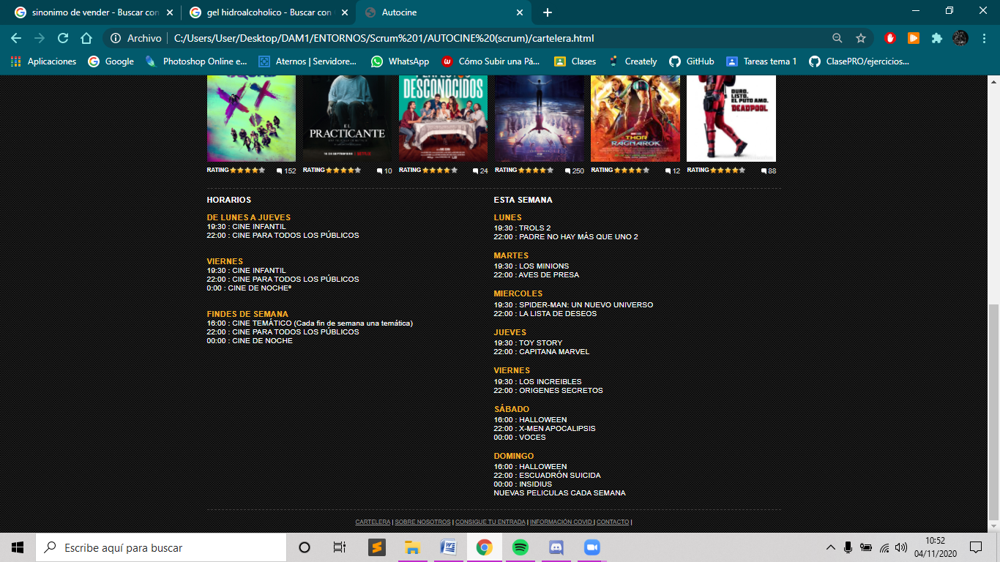 sinonimo de vender - Buscar con
gel hidroalcoholico - Buscar con
Autocine
Archivo
C:/Users/User/Desktop/DAM1/ENTORNOS/Scrum%201/AUTOCINE%20(scrum)/cartelera.html
Aplicaciones
Google
Photoshop Online e...
Aternos | Servidore...
WhatsApp
Cómo Subir una Pá...
Clases
Creately
GitHub
Tareas tema 1
ClasePRO/ejercicios...
EL
PRACTICANTE
DESCONOCIDOS
THOR
RAGNAROK
DURO.
LISTO.
EL PUTO AMO.
DEADPOOL
RATING 152
RATING 10
RATING 24
RATING 250
RATING 12
RATING 88
HORARIOS
DE LUNES A JUEVES
19:30 : CINE INFANTIL
22:00 : CINE PARA TODOS LOS PÚBLICOS
VIERNES
19:30 : CINE INFANTIL
22:00 : CINE PARA TODOS LOS PÚBLICOS
0:00 : CINE DE NOCHEº
FINDES DE SEMANA
16:00 : CINE TEMÁTICO (Cada fin de semana una temática)
22:00 : CINE PARA TODOS LOS PÚBLICOS
00:00 : CINE DE NOCHE
ESTA SEMANA
LUNES
19:30 : TROLS 2
22:00 : PADRE NO HAY MÁS QUE UNO 2
MARTES
19:30 : LOS MINIONS
22:00 : AVES DE PRESA
MIERCOLES
19:30 : SPIDER-MAN: UN NUEVO UNIVERSO
22:00 : LA LISTA DE DESEOS
JUEVES
19:30 : TOY STORY
22:00 : CAPITANA MARVEL
VIERNES
19:30 : LOS INCREIBLES
22:00 : ORIGENES SECRETOS
SÁBADO
16:00 : HALLOWEEN
22:00 : X-MEN APOCALIPSIS
00:00 : VOCES
DOMINGO
16:00 : HALLOWEEN
22:00 : ESCUADRÓN SUICIDA
00:00 : INSIDIUS
NUEVAS PELICULAS CADA SEMANA
CARTELERA | SOBRE NOSOTROS | CONSIGUE TU ENTRADA | INFORMACIÓN COVID | CONTACTO |
Escribe aquí para buscar
10:52
04/11/2020